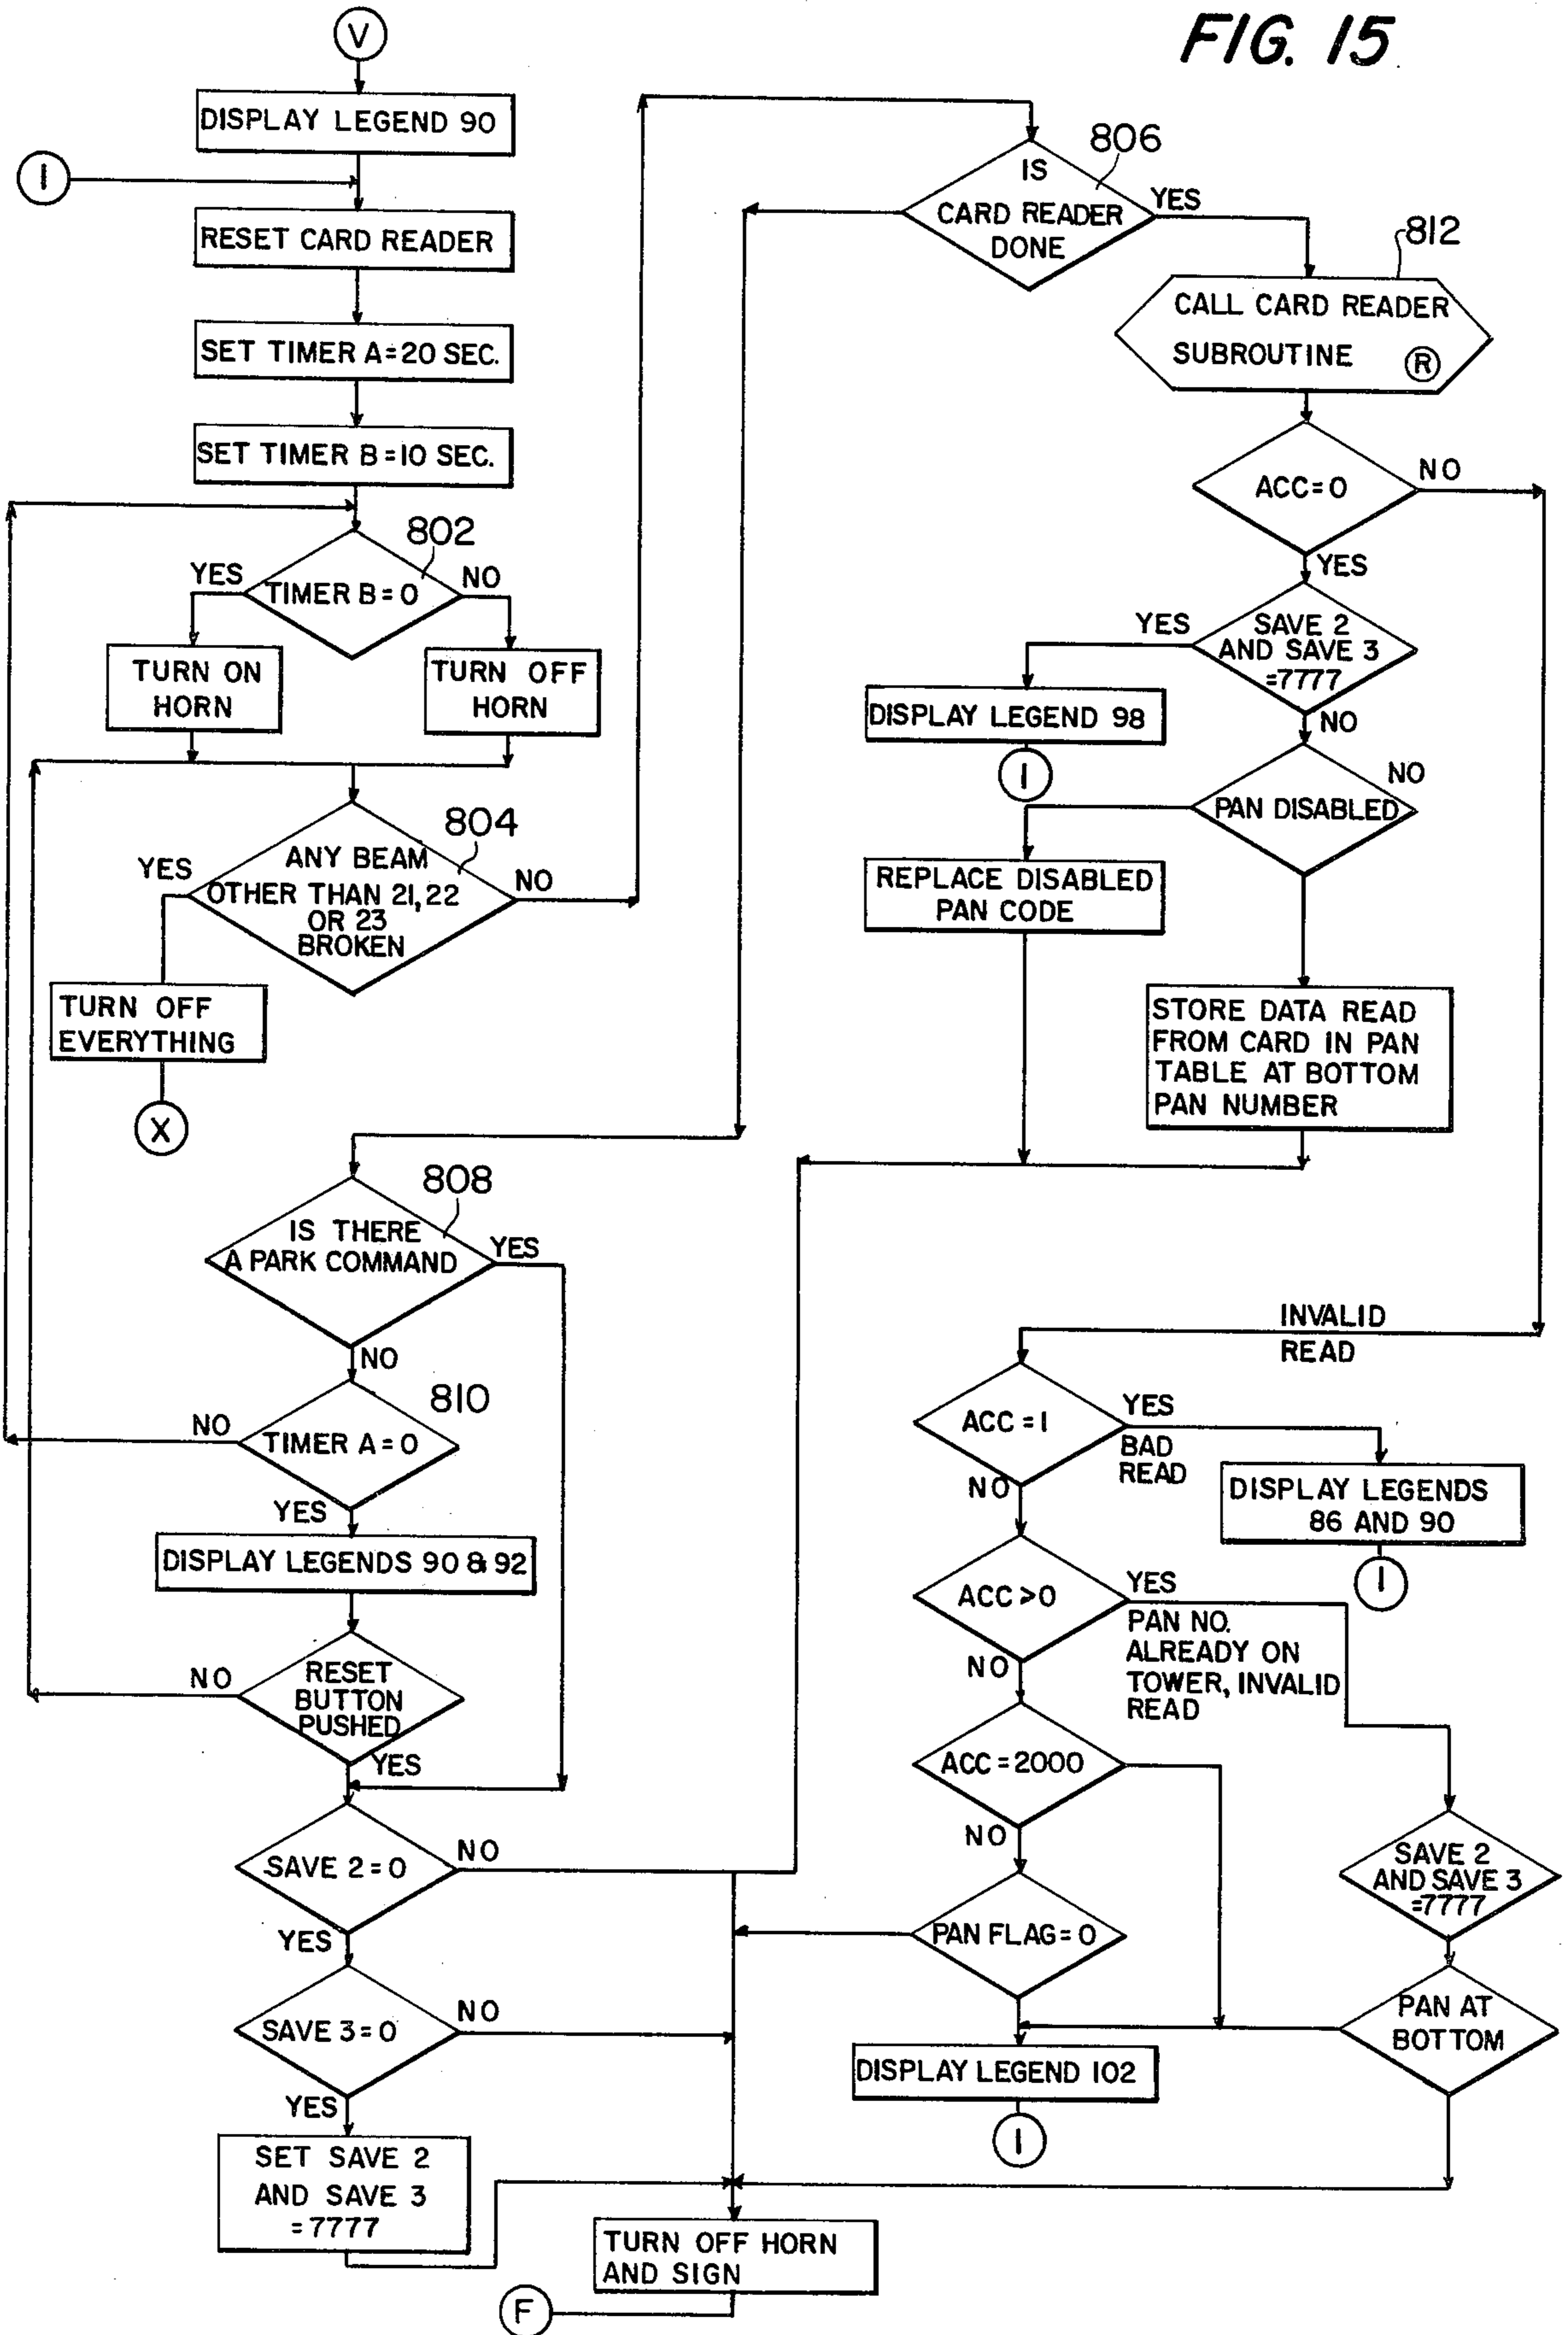 FIG. 15
V
DISPLAY LEGEND 90
I
RESET CARD READER
SET TIMER A=20 SEC.
SET TIMER B=10 SEC.
802
YES
TIMER B=0
NO
TURN ON
HORN
TURN OFF
HORN
804
YES
ANY BEAM
OTHER THAN 21,22
OR 23
BROKEN
NO
TURN OFF
EVERYTHING
X
808
IS THERE
A PARK COMMAND
YES
NO
810
NO
TIMER A=0
YES
DISPLAY LEGENDS 90 & 92
NO
RESET
BUTTON
PUSHED
YES
SAVE 2=0
NO
YES
SAVE 3=0
NO
YES
SET SAVE 2
AND SAVE 3
=7777
TURN OFF HORN
AND SIGN
F
806
IS
CARD READER
DONE
YES
812
CALL CARD READER
SUBROUTINE R
ACC=0
NO
YES
YES
SAVE 2
AND SAVE 3
=7777
NO
DISPLAY LEGEND 98
I
NO
PAN DISABLED
REPLACE DISABLED
PAN CODE
STORE DATA READ
FROM CARD IN PAN
TABLE AT BOTTOM
PAN NUMBER
INVALID
READ
ACC=1
YES
BAD
READ
NO
DISPLAY LEGENDS
86 AND 90
I
ACC>0
YES
PAN NO.
ALREADY ON
TOWER, INVALID
READ
NO
ACC=2000
NO
SAVE 2
AND SAVE 3
=7777
PAN FLAG=0
PAN AT
BOTTOM
DISPLAY LEGEND 102
I